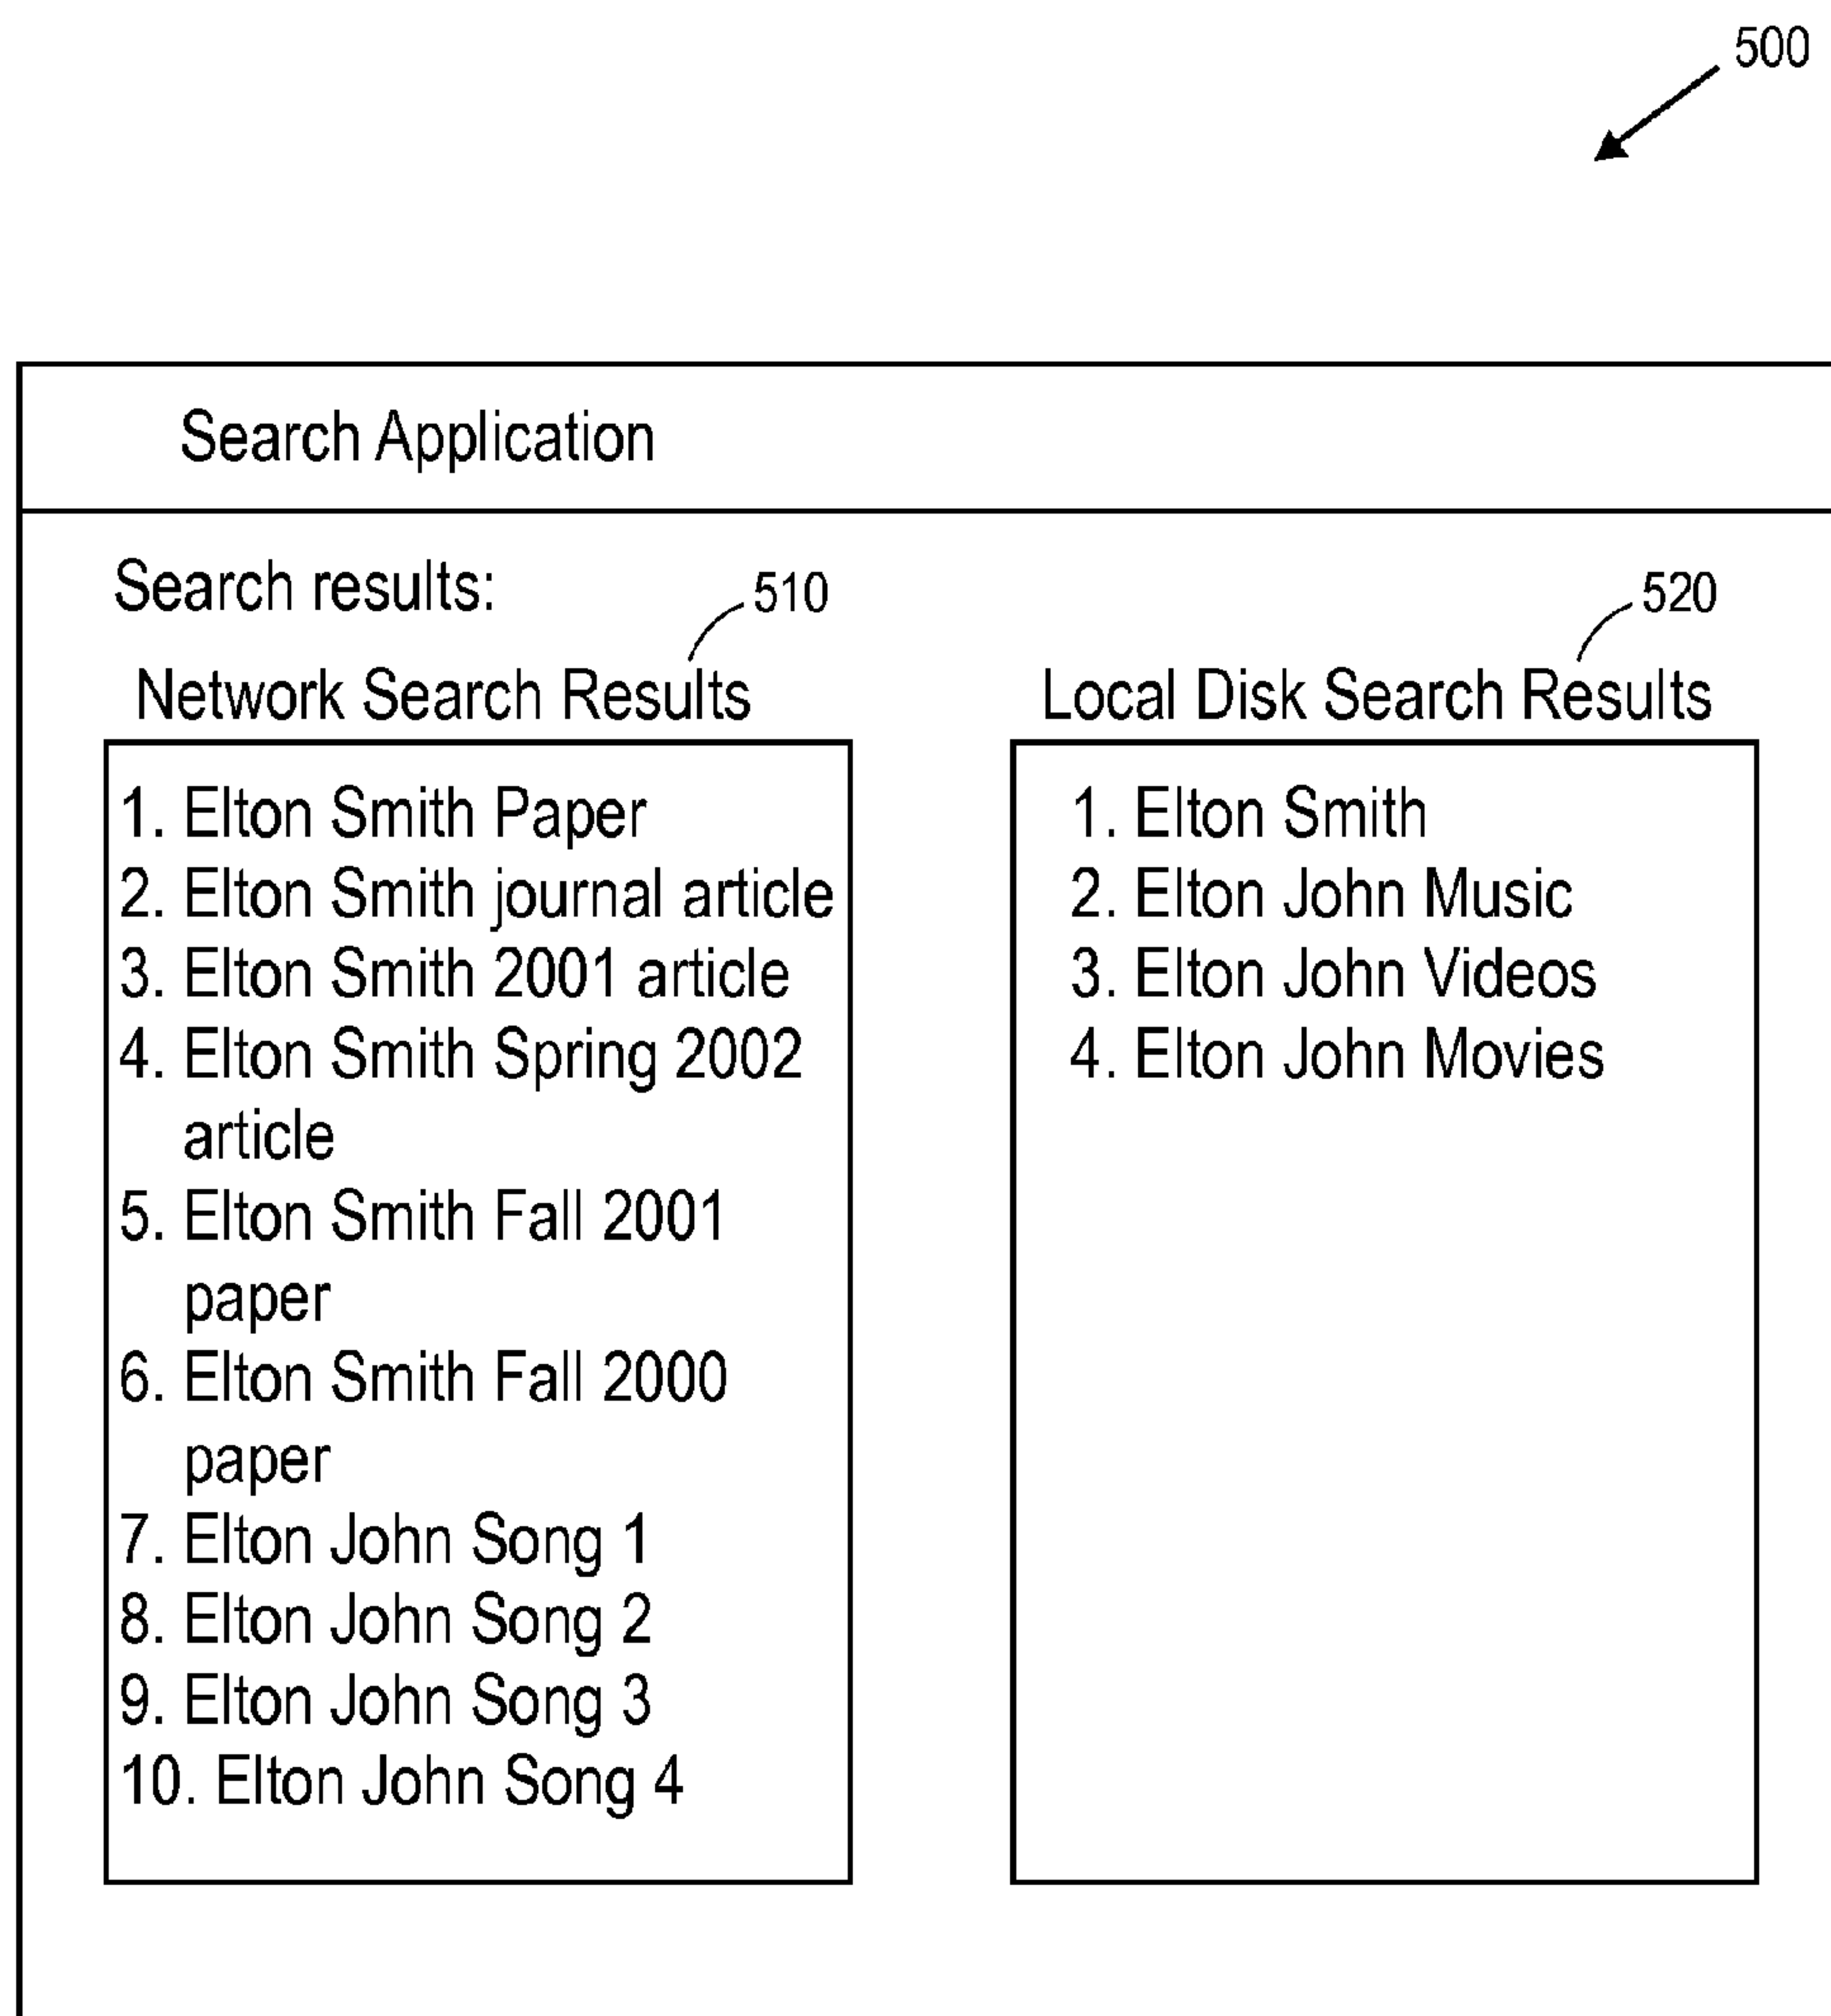 500
Search Application
Search results:
510
Network Search Results
1. Elton Smith Paper
2. Elton Smith journal article
3. Elton Smith 2001 article
4. Elton Smith Spring 2002
article
5. Elton Smith Fall 2001
paper
6. Elton Smith Fall 2000
paper
7. Elton John Song 1
8. Elton John Song 2
9. Elton John Song 3
10. Elton John Song 4
520
Local Disk Search Results
1. Elton Smith
2. Elton John Music
3. Elton John Videos
4. Elton John Movies